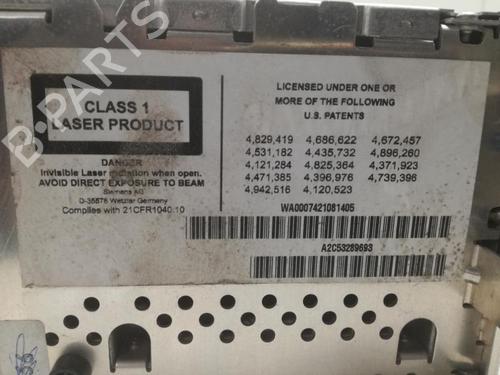 CLASS 1
LASER PRODUCT
DANGER
Invisible Laser radiation when open.
AVOID DIRECT EXPOSURE TO BEAM
Siemens AG
D-35576 Wetzlar Germany
Complies with 21CFR1040.10
LICENSED UNDER ONE OR
MORE OF THE FOLLOWING
U.S. PATENTS
4,829,419 4,686,622 4,672,457
4,531,182 4,435,732 4,896,260
4,121,284 4,825,364 4,371,923
4,471,385 4,396,976 4,739,396
4,942,516 4,120,523
WA0007421081405
A2C53289693
B-PARTS